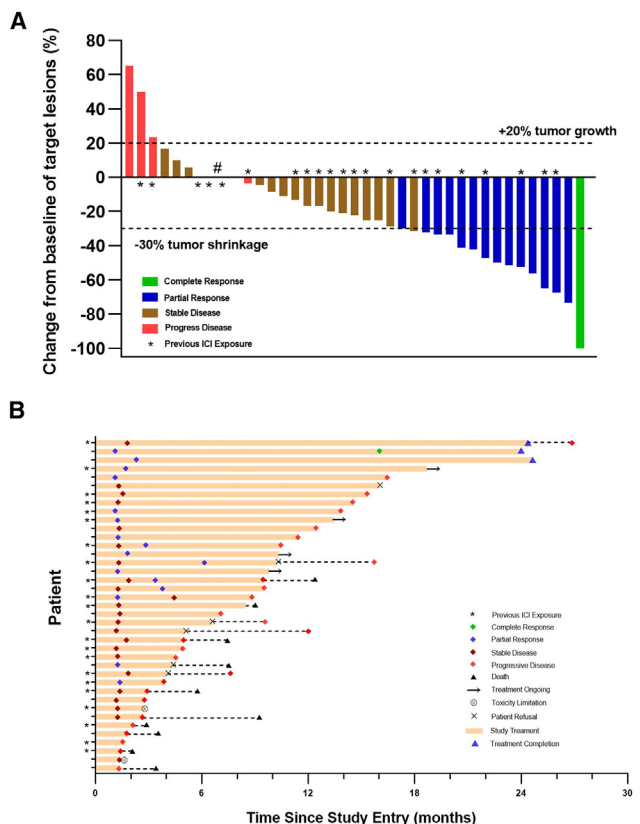 A
Change from baseline of target lesions (%)
80
60
40
20
0
-20
-40
-60
-80
-100
+20% tumor growth
#
* * * * *
* * * * * * * * * * * * * * * *
-30% tumor shrinkage
Complete Response
Partial Response
Stable Disease
Progress Disease
* Previous ICI Exposure
B
Patient
* Previous ICI Exposure
Complete Response
Partial Response
Stable Disease
Progressive Disease
Death
Treatment Ongoing
Toxicity Limitation
Patient Refusal
Study Treament
Treatment Completion
0 6 12 18 24 30
Time Since Study Entry (months)